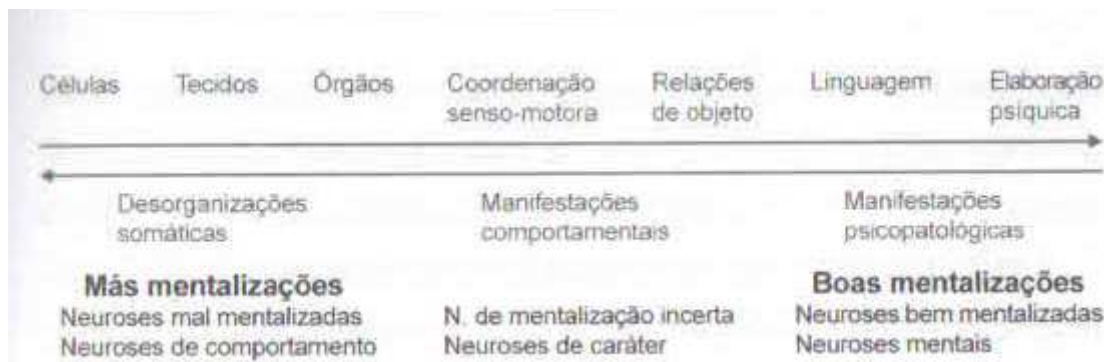 Células Tecidos Órgãos Coordenação Relações Linguagem Elaboração
senso-motora de objeto psíquica
Desorganizações Manifestações Manifestações
somáticas comportamentais psicopatológicas
Más mentalizações Boas mentalizações
Neuroses mal mentalizadas N. de mentalização incerta Neuroses bem mentalizadas
Neuroses de comportamento Neuroses de caráter Neuroses mentais